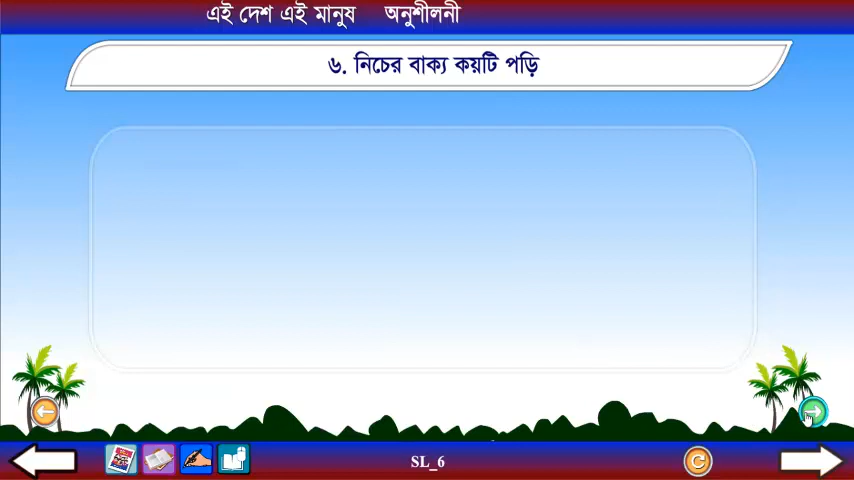 এই দেশ এই মানুষ অনুশীলনী
৬. নিচের বাক্য কয়টি পড়ি
SL_6